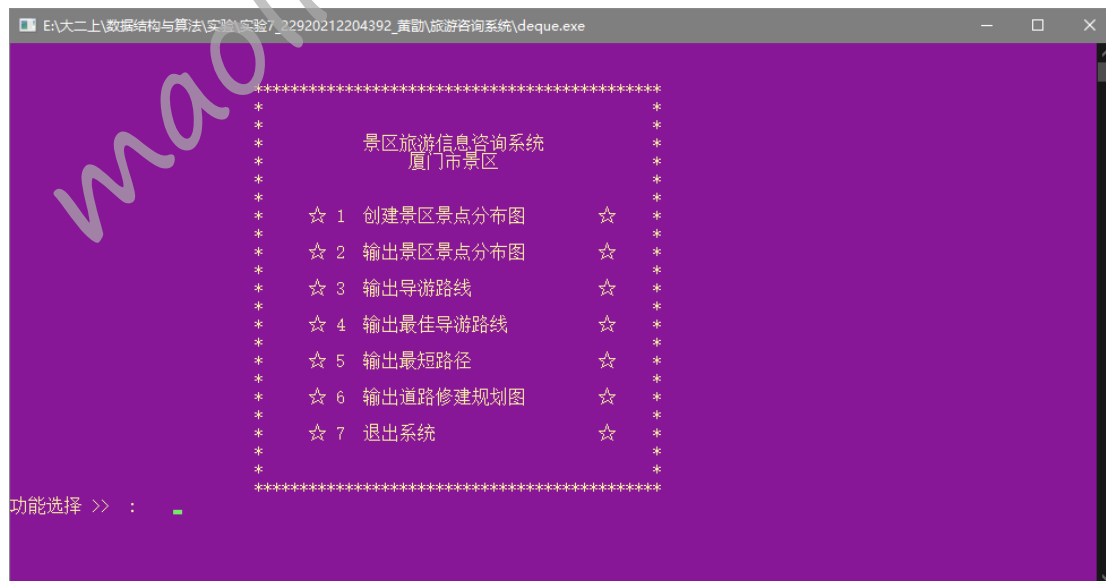 E:\大二上\数据结构与算法\实验\实验7_22920212204392_黄勖\旅游咨询系统\deque.exe
*********************************************
* *
* *
* 景区旅游信息咨询系统 *
* 厦门市景区 *
* *
* *
* ☆ 1 创建景区景点分布图 ☆ *
* *
* ☆ 2 输出景区景点分布图 ☆ *
* *
* ☆ 3 输出导游路线 ☆ *
* *
* ☆ 4 输出最佳导游路线 ☆ *
* *
* ☆ 5 输出最短路径 ☆ *
* *
* ☆ 6 输出道路修建规划图 ☆ *
* *
* ☆ 7 退出系统 ☆ *
* *
* *
*********************************************
功能选择 >> :